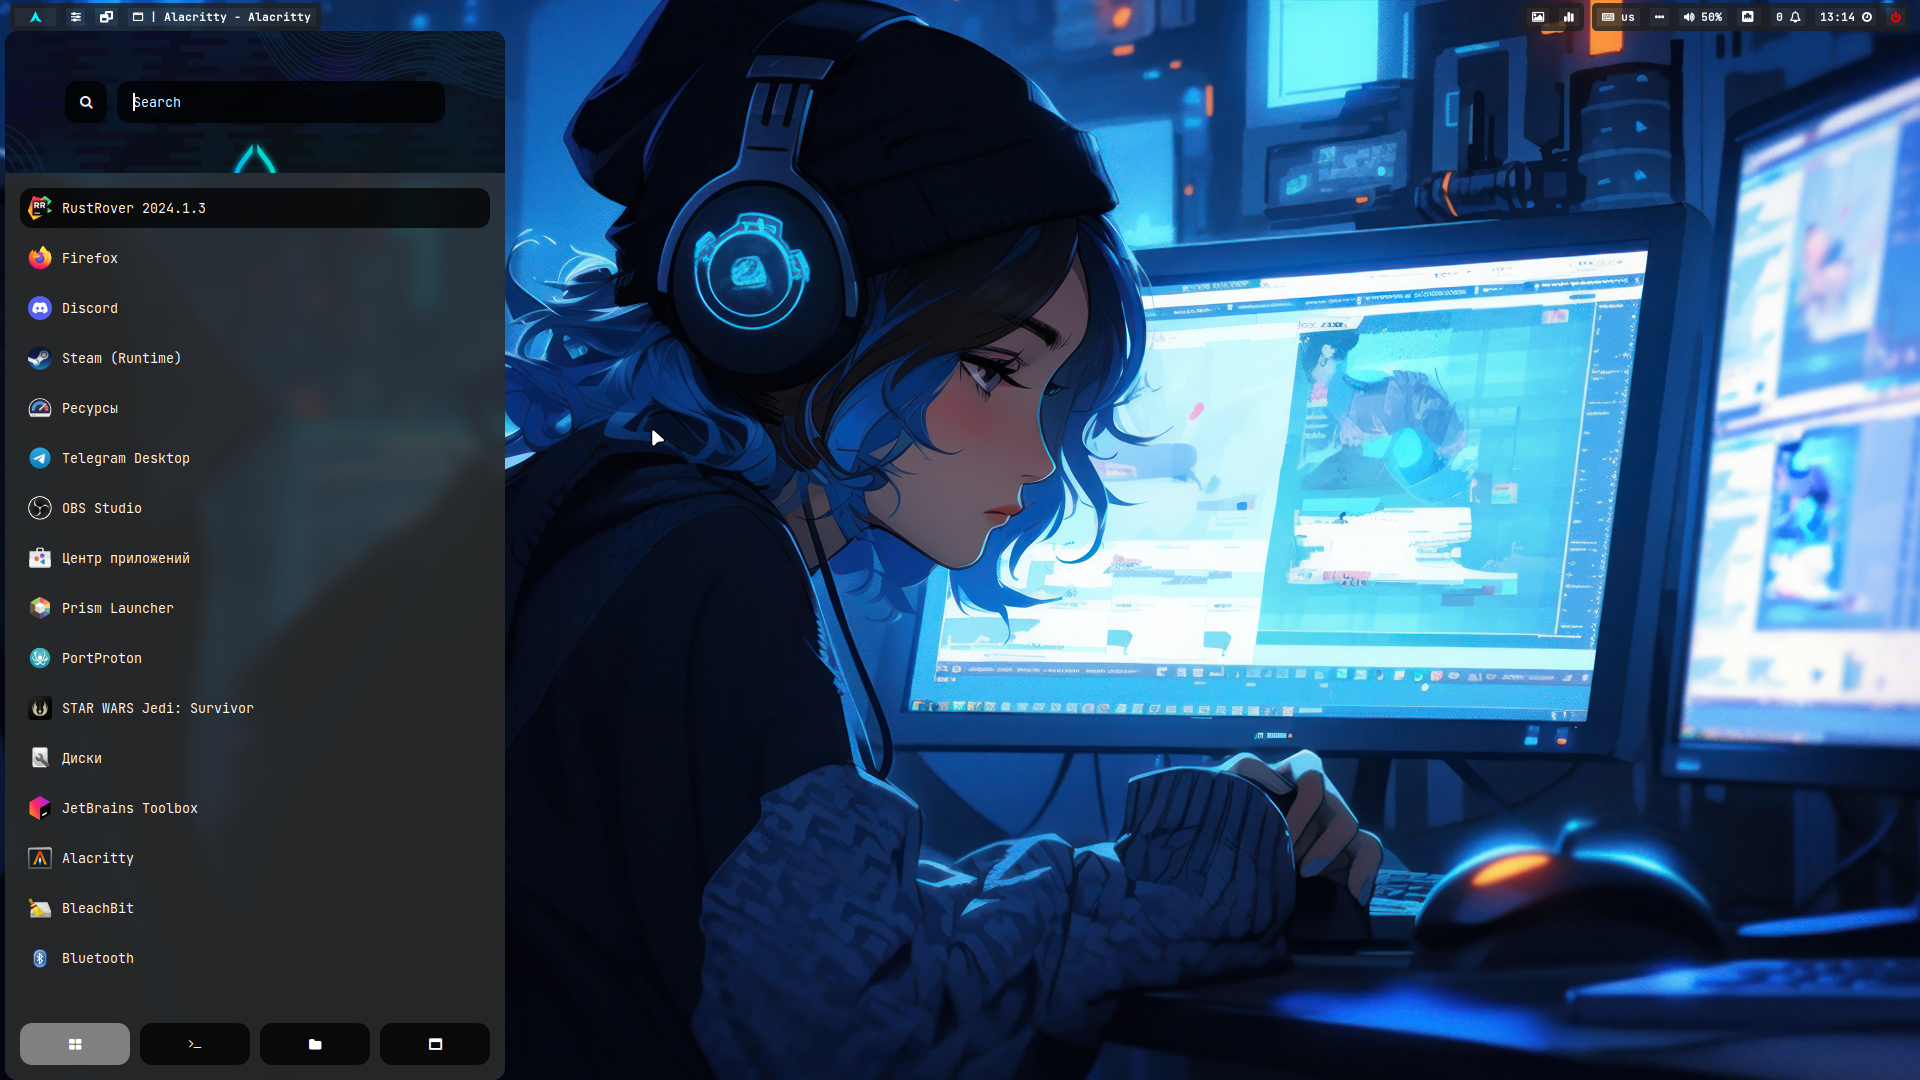 | Alacritty - Alacritty
us
50%
0
13:14
Search
RustRover 2024.1.3
Firefox
Discord
Steam (Runtime)
Ресурсы
Telegram Desktop
OBS Studio
Центр приложений
Prism Launcher
PortProton
STAR WARS Jedi: Survivor
Диски
JetBrains Toolbox
Alacritty
BleachBit
Bluetooth